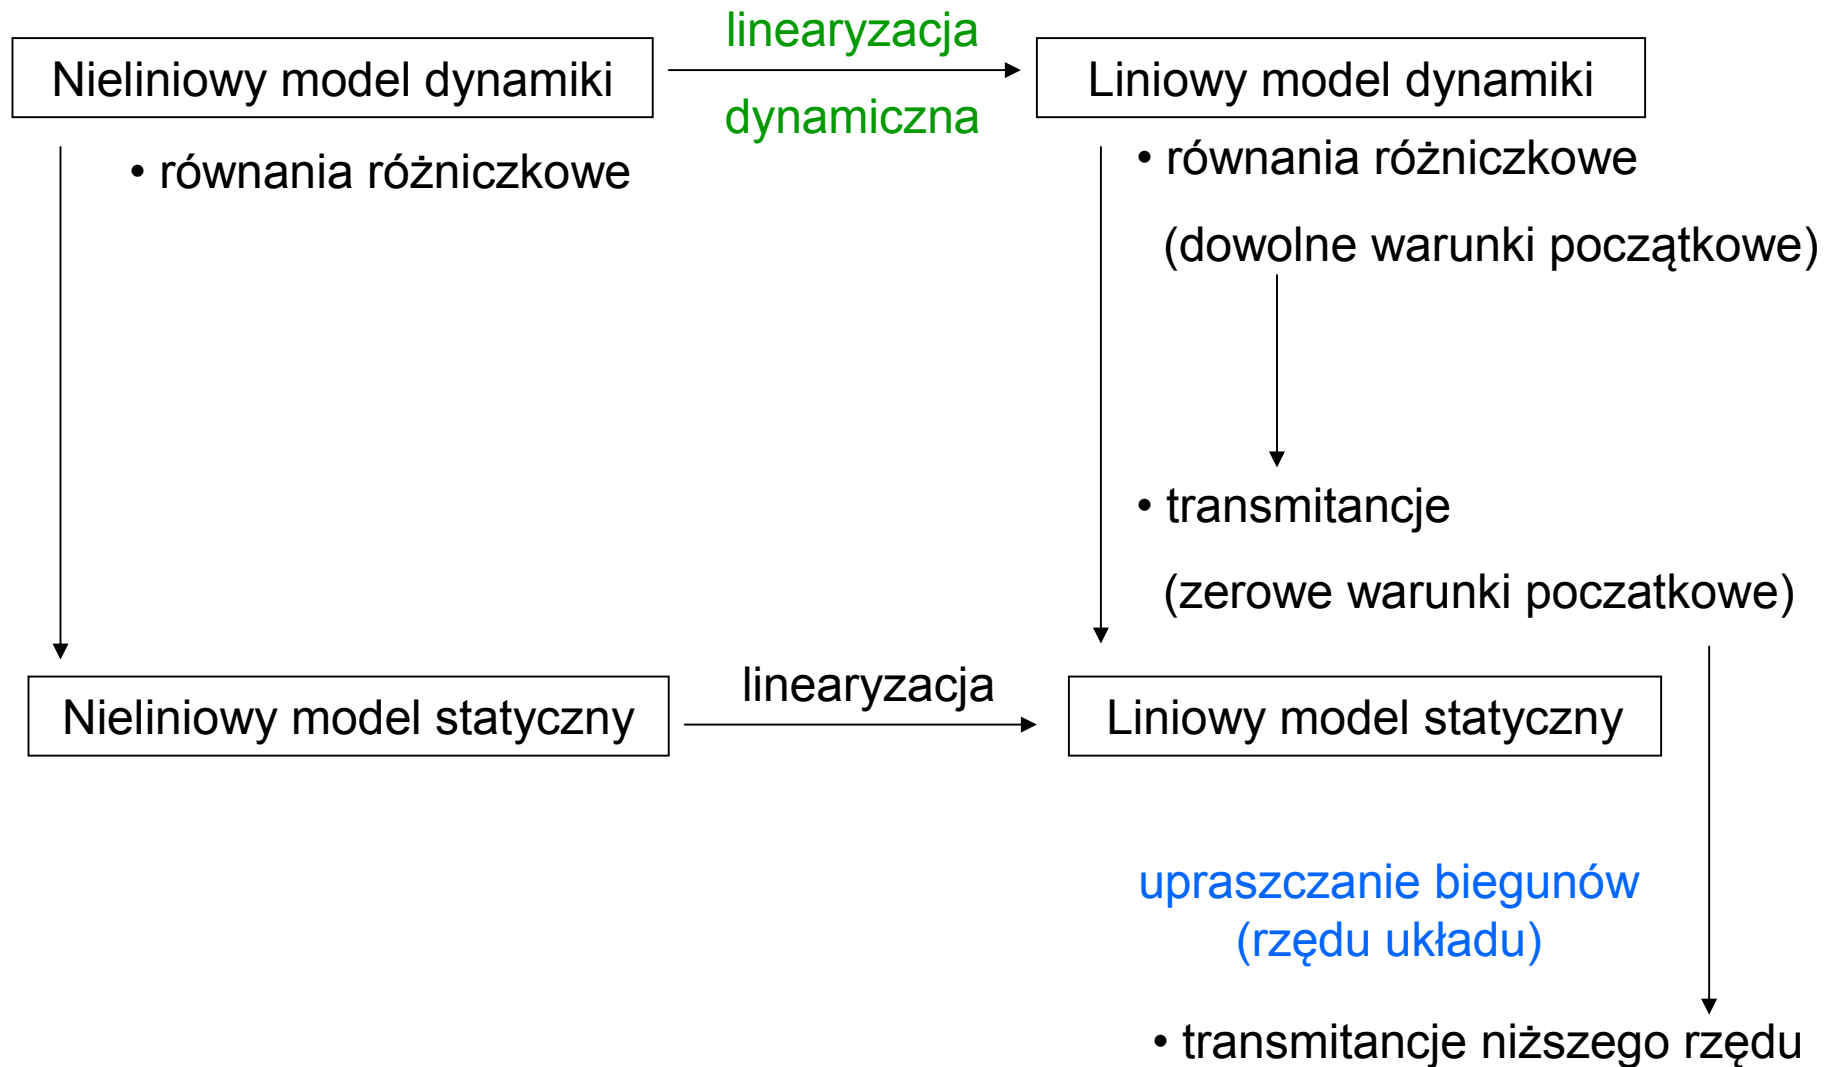 linearyzacja
Nieliniowy model dynamiki
Liniowy model dynamiki
dynamiczna
• równania różniczkowe
• równania różniczkowe
(dowolne warunki początkowe)
• transmitancje
(zerowe warunki poczatkowe)
linearyzacja
Nieliniowy model statyczny
Liniowy model statyczny
upraszczanie biegunów
(rzędu układu)
• transmitancje niższego rzędu